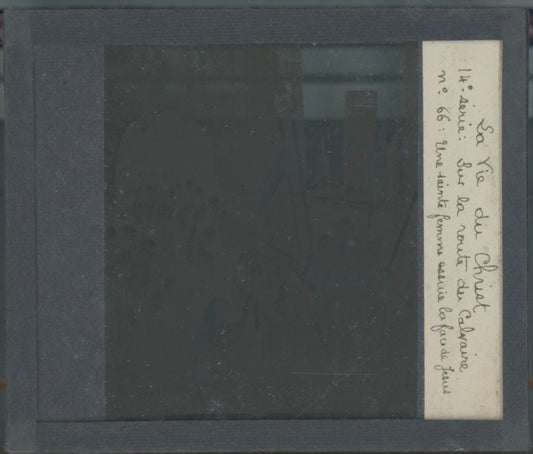 La Vie du Christ
14e série: Sur la route du Calvaire.
n° 66: Une sainte femme essuie la face de Jésus